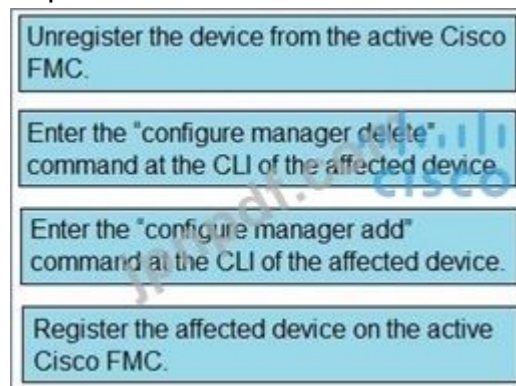 Unregister the device from the active Cisco
FMC.
Enter the "configure manager delete"
command at the CLI of the affected device.
CISCO
Enter the "configure manager add"
command at the CLI of the affected device.
Register the affected device on the active
Cisco FMC.